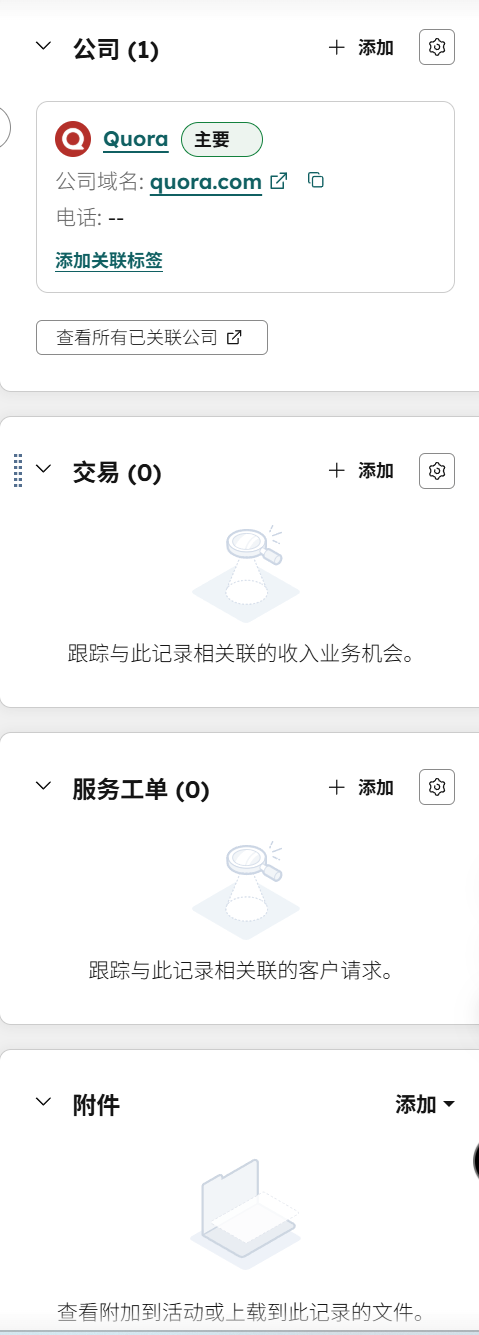 公司 (1)
添加
Quora
主要
公司域名: quora.com
电话: --
添加关联标签
查看所有已关联公司
交易 (0)
添加
跟踪与此记录相关联的收入业务机会。
服务工单 (0)
添加
跟踪与此记录相关联的客户请求。
附件
添加
查看附加到活动或上载到此记录的文件。